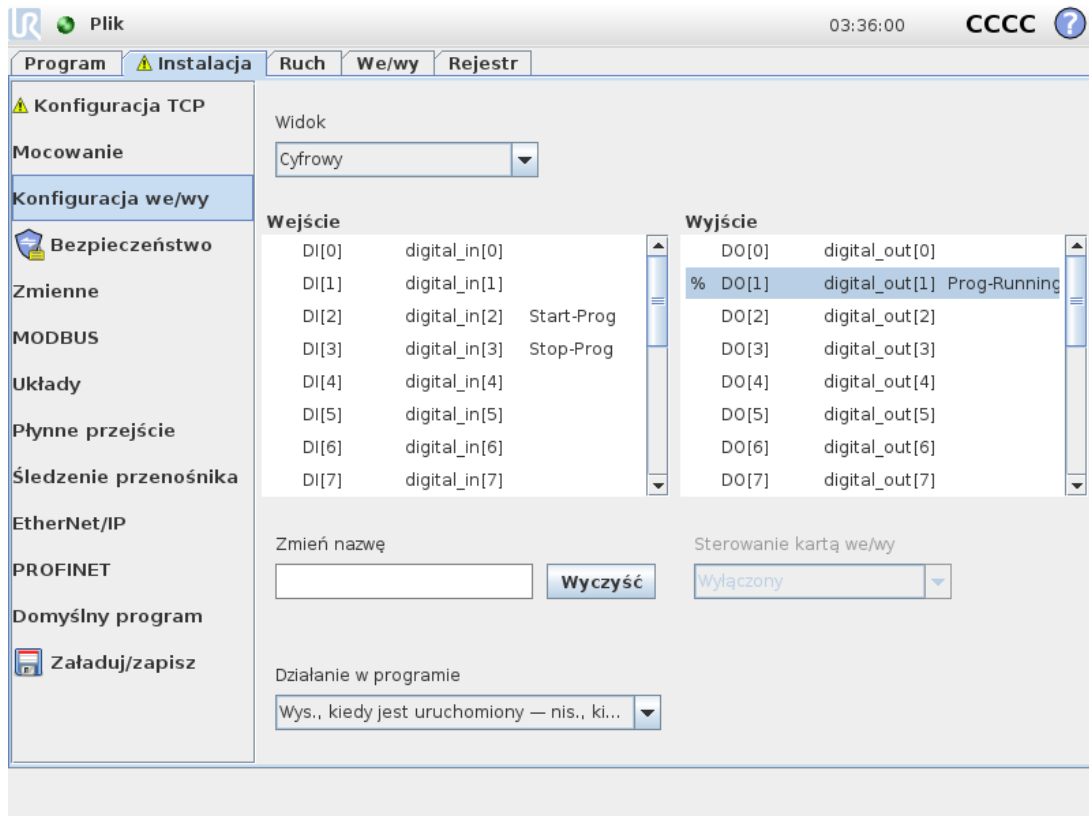 UR Plik 03:36:00 CCCC ?
Program Instalacja Ruch We/wy Rejestr
Konfiguracja TCP
Mocowanie
Konfiguracja we/wy
Bezpieczeństwo
Zmienne
MODBUS
Układy
Płynne przejście
Śledzenie przenośnika
EtherNet/IP
PROFINET
Domyślny program
Załaduj/zapisz
Widok
Cyfrowy
Wejście
DI[0] digital_in[0]
DI[1] digital_in[1]
DI[2] digital_in[2] Start-Prog
DI[3] digital_in[3] Stop-Prog
DI[4] digital_in[4]
DI[5] digital_in[5]
DI[6] digital_in[6]
DI[7] digital_in[7]
Wyjście
DO[0] digital_out[0]
% DO[1] digital_out[1] Prog-Running
DO[2] digital_out[2]
DO[3] digital_out[3]
DO[4] digital_out[4]
DO[5] digital_out[5]
DO[6] digital_out[6]
DO[7] digital_out[7]
Zmień nazwę
Wyczyść
Sterowanie kartą we/wy
Wyłączony
Działanie w programie
Wys., kiedy jest uruchomiony — nis., ki...